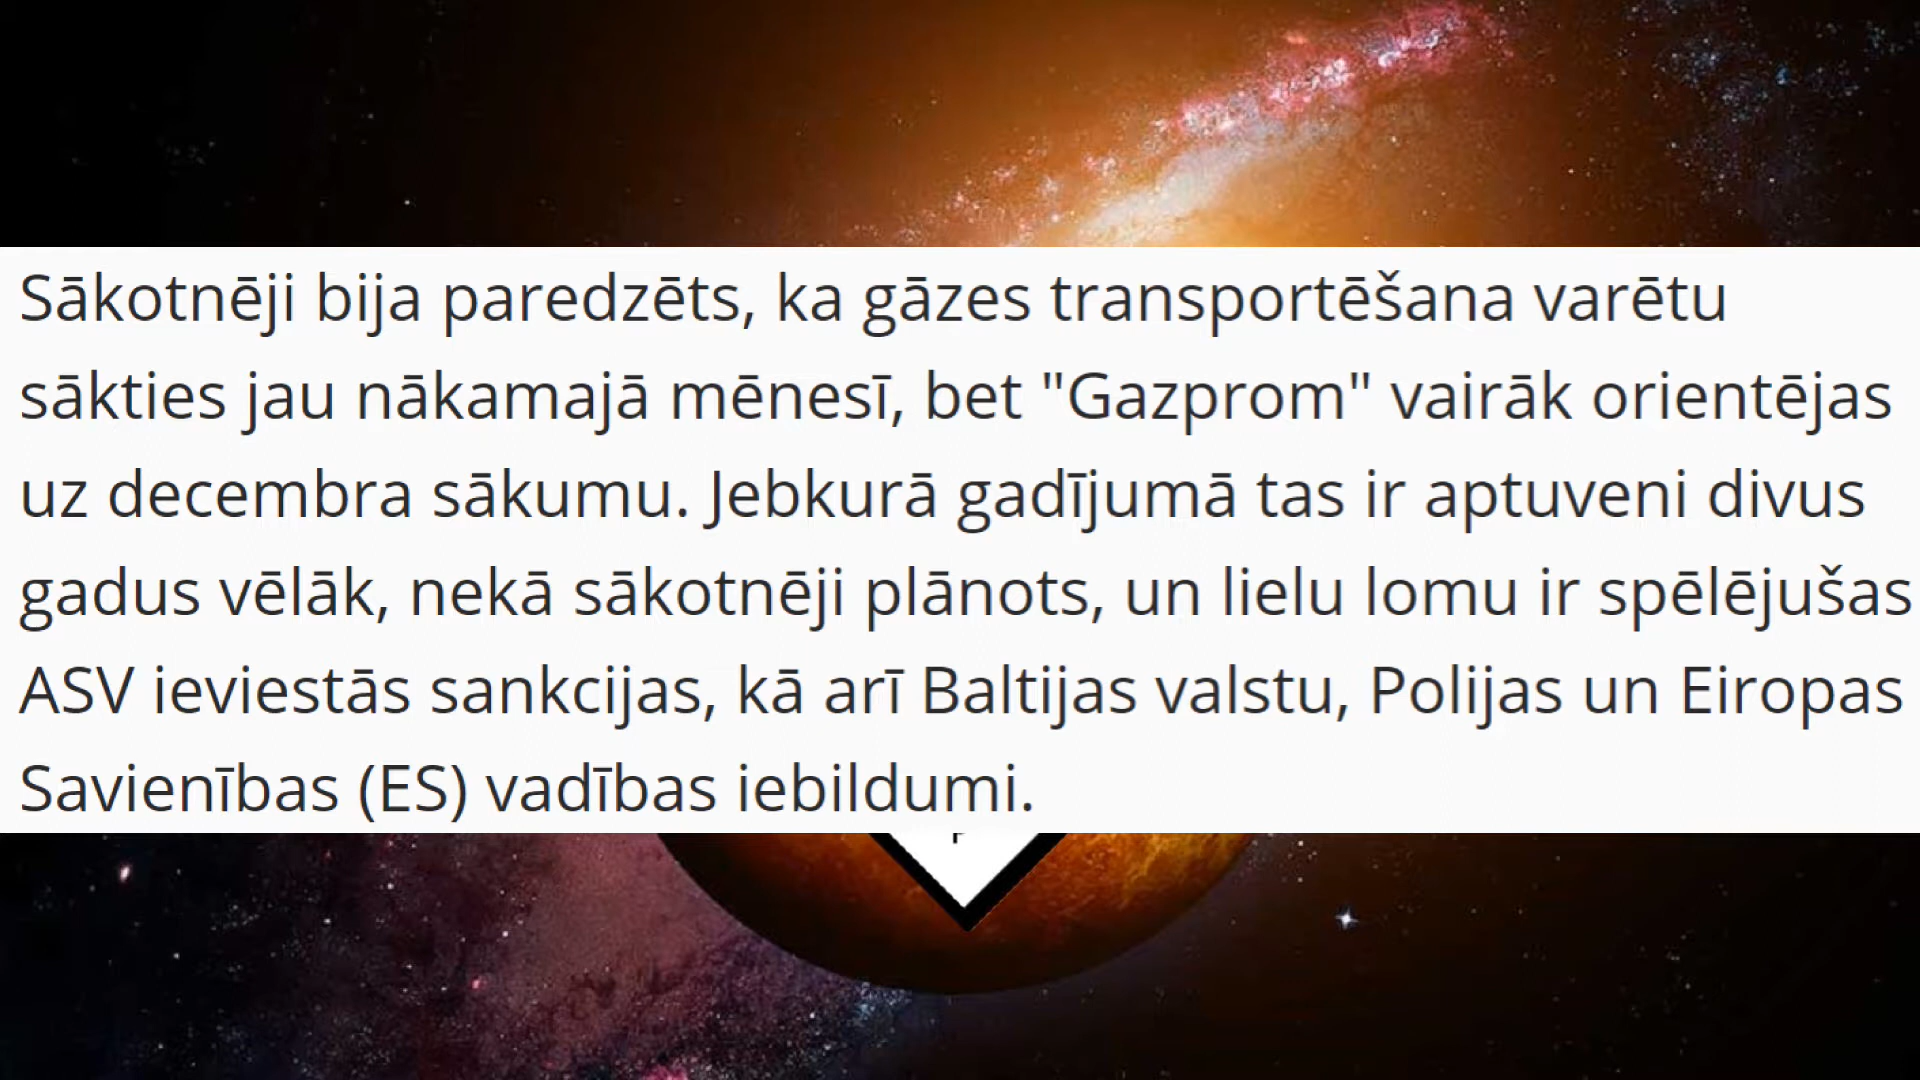 Sākotnēji bija paredzēts, ka gāzes transportēšana varētu
sākties jau nākamajā mēnesī, bet "Gazprom" vairāk orientējas
uz decembra sākumu. Jebkurā gadījumā tas ir aptuveni divus
gadus vēlāk, nekā sākotnēji plānots, un lielu lomu ir spēlējušas
ASV ieviestās sankcijas, kā arī Baltijas valstu, Polijas un Eiropas
Savienības (ES) vadības iebildumi.